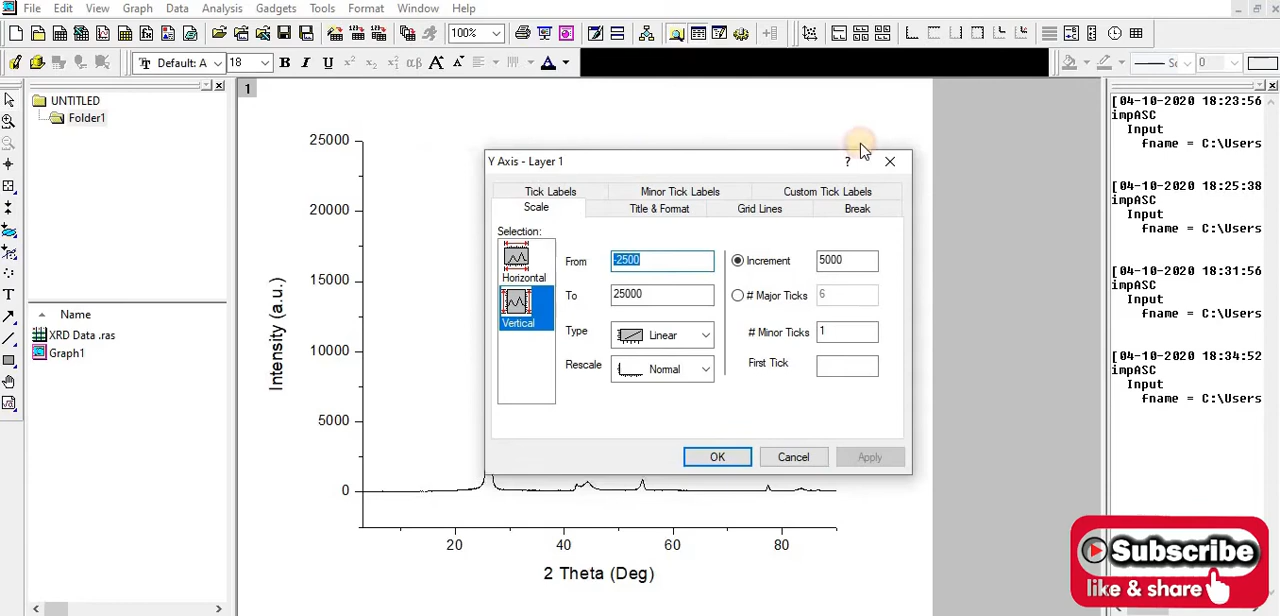 File Edit View Graph Data Analysis Gadgets Tools Format Window Help
100%
Default: A 18 B I U x² x₂ αβ A A A 0
UNTITLED
Folder1
Name
XRD Data .ras
Graph1
1
25000
20000
15000
10000
5000
0
Intensity (a.u.)
20 40 60 80
2 Theta (Deg)
Y Axis - Layer 1 ?
Tick Labels Minor Tick Labels Custom Tick Labels
Scale Title & Format Grid Lines Break
Selection:
Horizontal
Vertical
From -2500
To 25000
Type Linear
Rescale Normal
Increment 5000
# Major Ticks 6
# Minor Ticks 1
First Tick
OK Cancel Apply
[04-10-2020 18:23:56
impASC
Input
fname = C:\Users
[04-10-2020 18:25:38
impASC
Input
fname = C:\Users
[04-10-2020 18:31:56
impASC
Input
fname = C:\Users
[04-10-2020 18:34:52
impASC
Input
fname = C:\Users
Subscribe
like & share